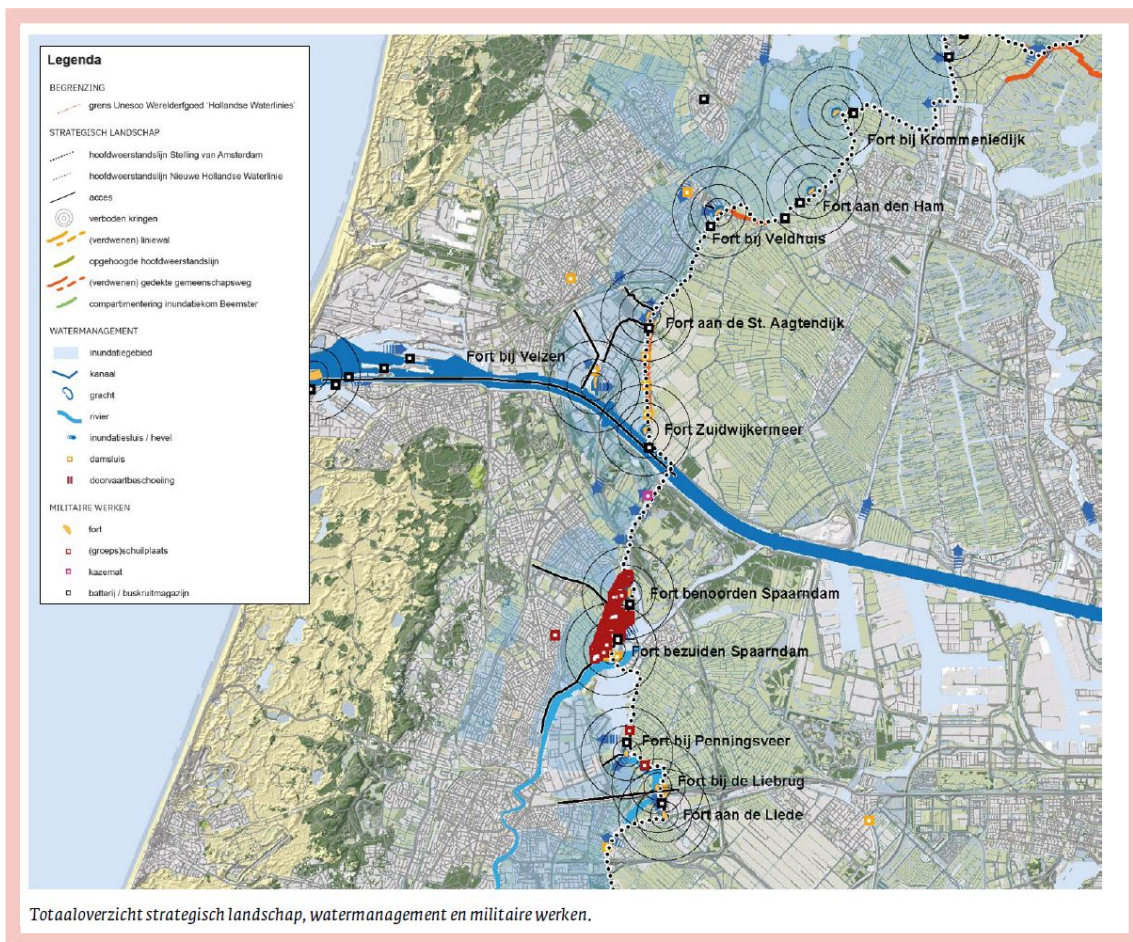 Legenda
BEGRENZING
grens Unesco Werelderfgoed 'Hollandse Waterlinies'
STRATEGISCH LANDSCHAP
hoofdweerstandslijn Stelling van Amsterdam
hoofdweerstandslijn Nieuwe Hollandse Waterlinie
acces
verboden kringen
(verdwenen) liniewal
opgehoogde hoofdweerstandslijn
(verdwenen) gedekte gemeenschapsweg
compartimentering inundatiekom Beemster
WATERMANAGEMENT
inundatiegebied
kanaal
gracht
rivier
inundatiesluis / hevel
damsluis
doorvaartbeschoeiing
MILITAIRE WERKEN
fort
(groeps)schuilplaats
kazemat
batterij / buskruitmagazijn
Fort bij Krommeniedijk
Fort aan den Ham
Fort bij Veldhuis
Fort aan de St. Aagtendijk
Fort bij Velzen
Fort Zuidwijkermeer
Fort benoorden Spaarndam
Fort bezuiden Spaarndam
Fort bij Penningsveer
Fort bij de Liebrug
Fort aan de Liede
Totaaloverzicht strategisch landschap, watermanagement en militaire werken.